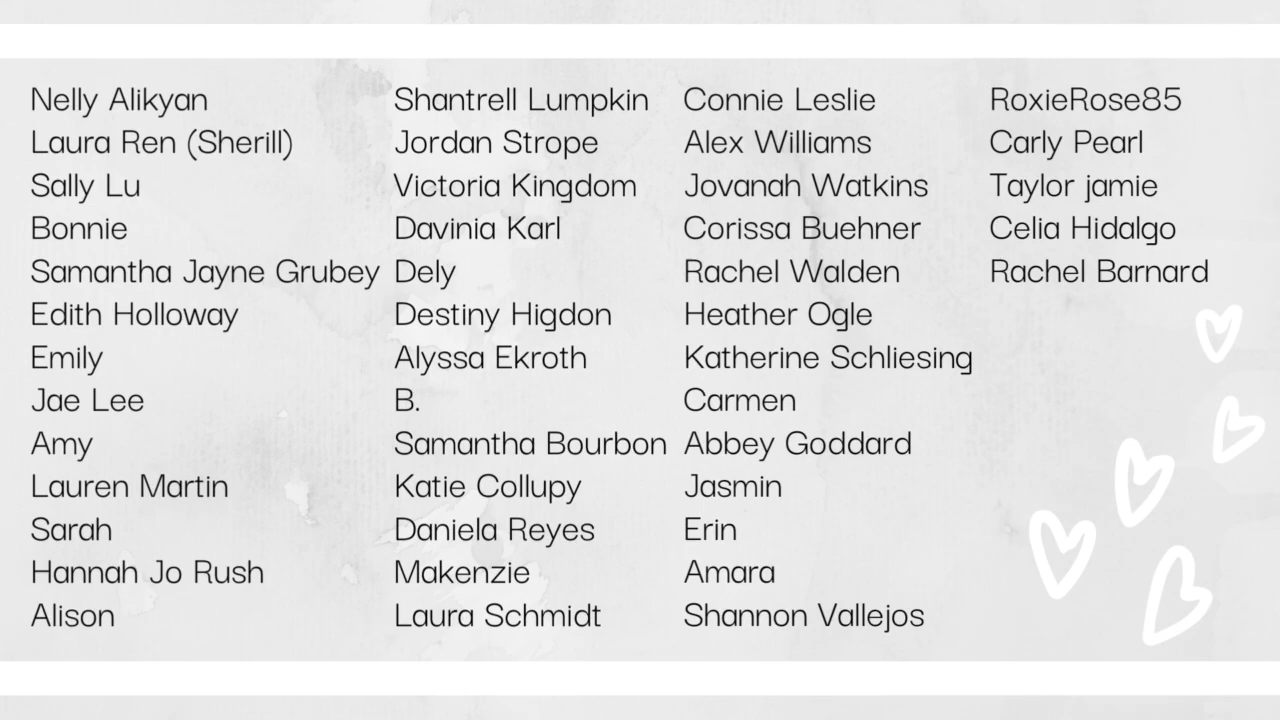 Nelly Alikyan
Laura Ren (Sherill)
Sally Lu
Bonnie
Samantha Jayne Grubey
Edith Holloway
Emily
Jae Lee
Amy
Lauren Martin
Sarah
Hannah Jo Rush
Alison
Shantrell Lumpkin
Jordan Strope
Victoria Kingdom
Davinia Karl
Dely
Destiny Higdon
Alyssa Ekroth
B.
Samantha Bourbon
Katie Collupy
Daniela Reyes
Makenzie
Laura Schmidt
Connie Leslie
Alex Williams
Jovanah Watkins
Corissa Buehner
Rachel Walden
Heather Ogle
Katherine Schliesing
Carmen
Abbey Goddard
Jasmin
Erin
Amara
Shannon Vallejos
RoxieRose85
Carly Pearl
Taylor jamie
Celia Hidalgo
Rachel Barnard